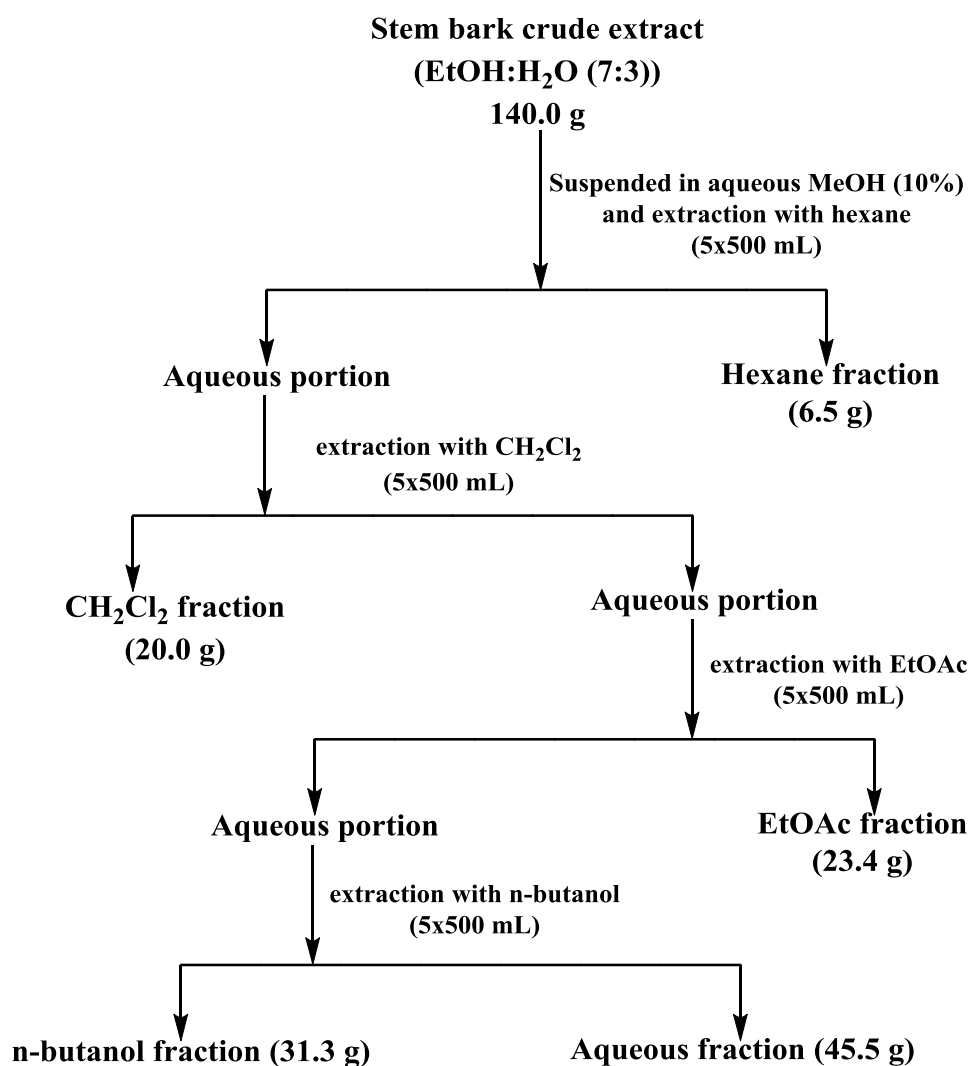 Stem bark crude extract
(EtOH:H₂O (7:3))
140.0 g
Suspended in aqueous MeOH (10%)
and extraction with hexane
(5x500 mL)
Aqueous portion
Hexane fraction
(6.5 g)
extraction with CH₂Cl₂
(5x500 mL)
CH₂Cl₂ fraction
(20.0 g)
Aqueous portion
extraction with EtOAc
(5x500 mL)
Aqueous portion
EtOAc fraction
(23.4 g)
extraction with n-butanol
(5x500 mL)
n-butanol fraction (31.3 g)
Aqueous fraction (45.5 g)